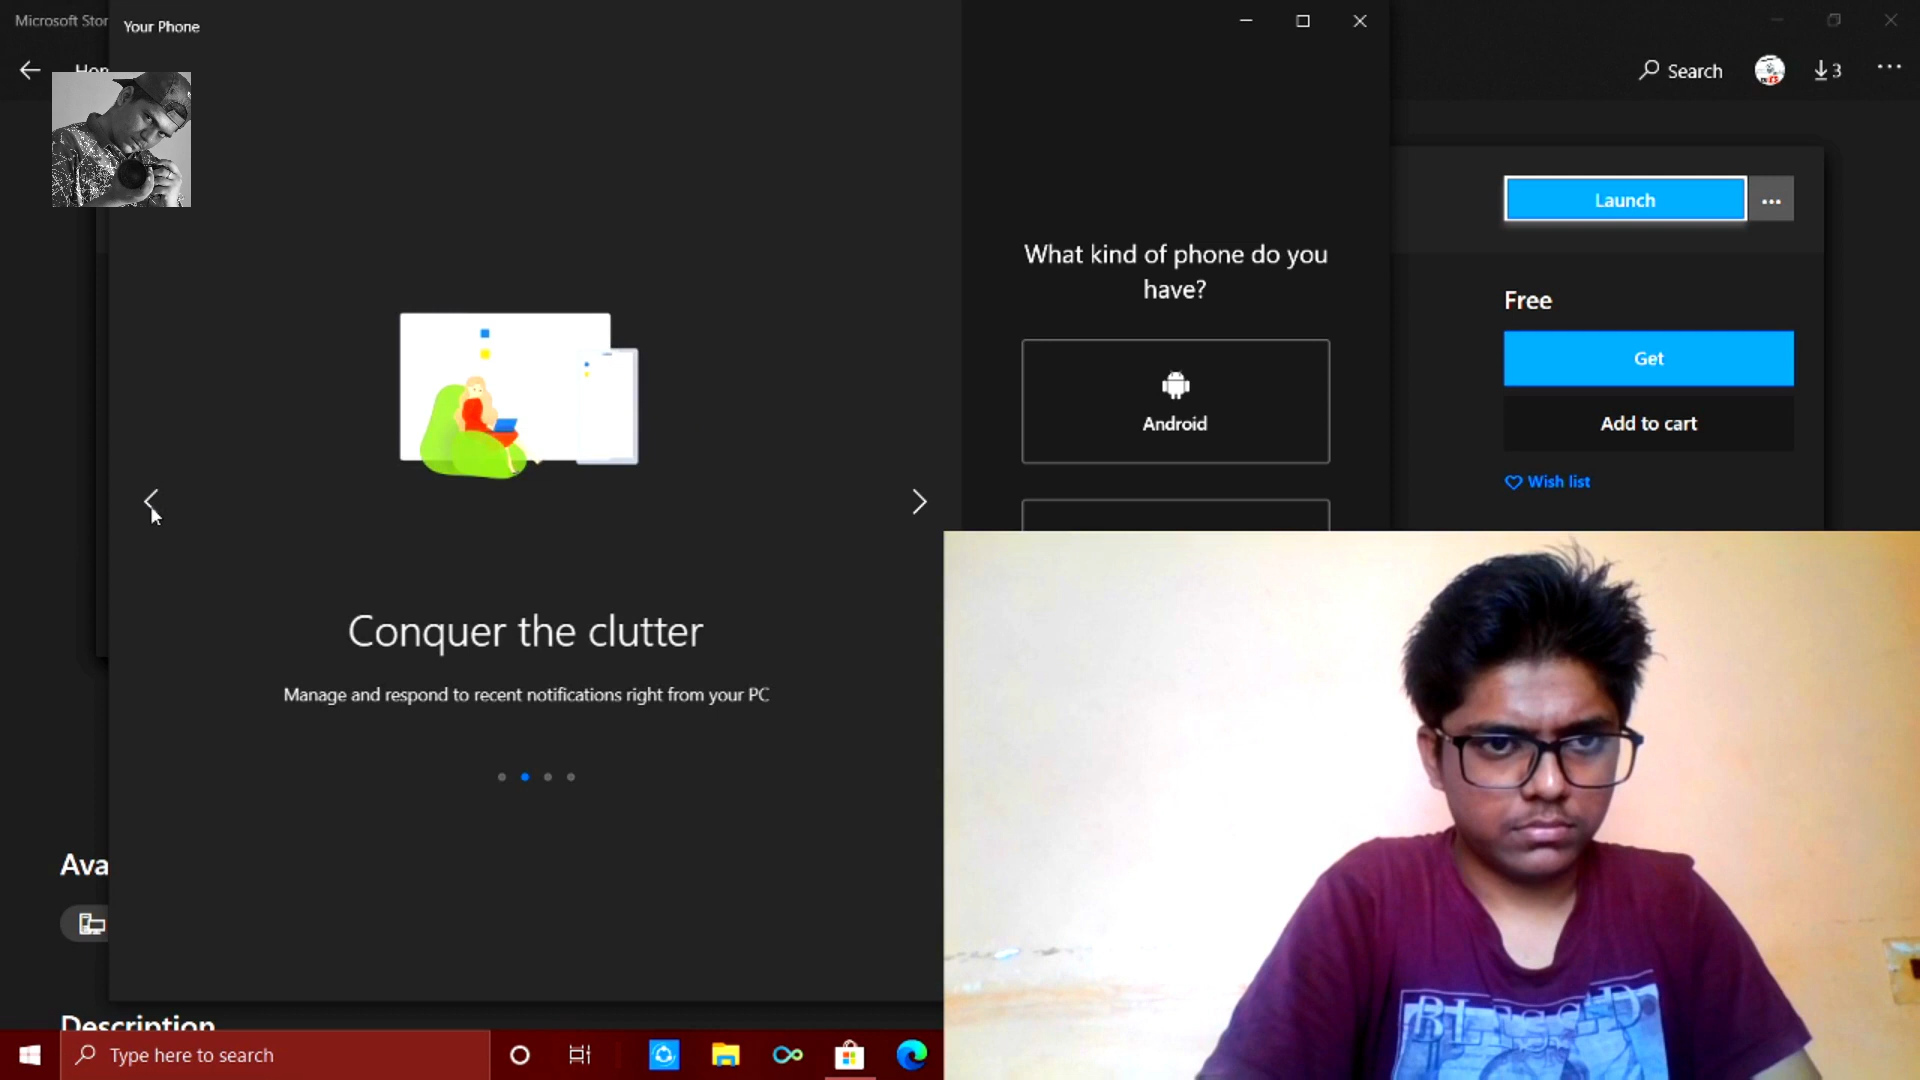 Microsoft Stor
Your Phone
Hon
Search
3
Launch
What kind of phone do you
have?
Free
Get
Android
Add to cart
Wish list
Conquer the clutter
Manage and respond to recent notifications right from your PC
Ava
Description
BLESSED
Type here to search